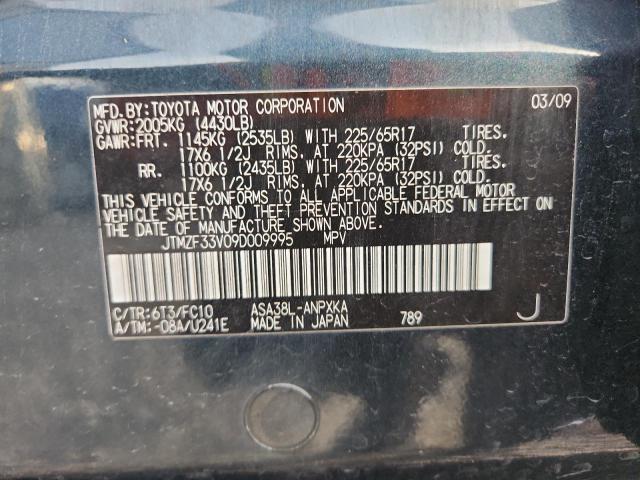 MFD.BY:TOYOTA MOTOR CORPORATION 03/09
GVWR:2005KG (4430LB)
GAWR:FRT. 1145KG (2535LB) WITH 225/65R17 TIRES.
17X6 1/2J RIMS, AT 220KPA (32PSI) COLD.
RR. 1100KG (2435LB) WITH 225/65R17 TIRES.
17X6 1/2J RIMS, AT 220KPA (32PSI) COLD.
THIS VEHICLE CONFORMS TO ALL APPLICABLE FEDERAL MOTOR
VEHICLE SAFETY AND THEFT PREVENTION STANDARDS IN EFFECT ON
THE DATE OF MANUFACTURE SHOWN ABOVE.
JTMZF33V09D009995 MPV
C/TR:6T3/FC10 ASA38L-ANPXKA
A/TM:-08A/U241E MADE IN JAPAN 789 J